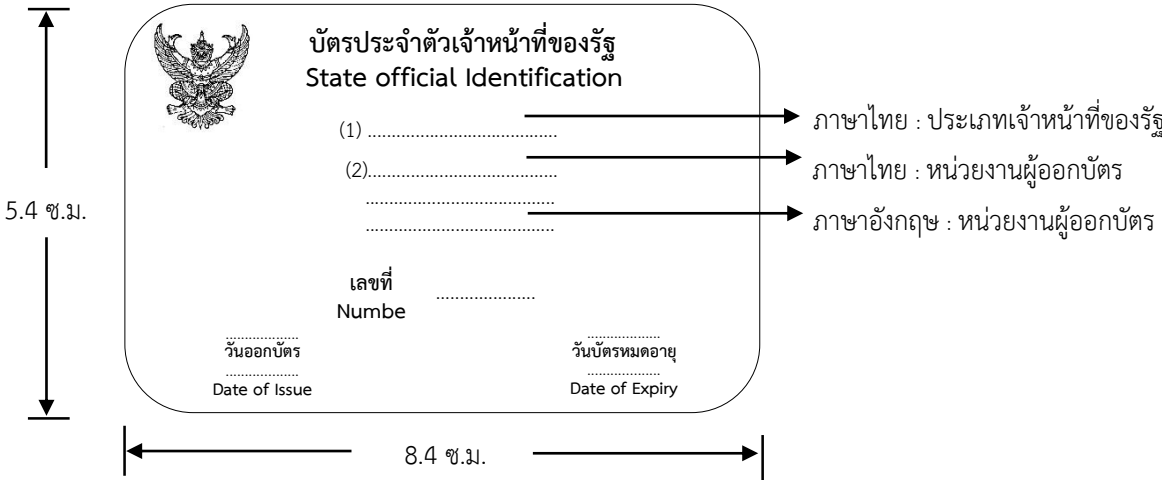 บัตรประจำตัวเจ้าหน้าที่ของรัฐ
State official Identification
(1) ........................................
ภาษาไทย : ประเภทเจ้าหน้าที่ของรัฐ
(2)........................................
ภาษาไทย : หน่วยงานผู้ออกบัตร
........................................
........................................
ภาษาอังกฤษ : หน่วยงานผู้ออกบัตร
5.4 ซ.ม.
เลขที่
Numbe .....................
...................
วันออกบัตร
...................
Date of Issue
...................
วันบัตรหมดอายุ
...................
Date of Expiry
8.4 ซ.ม.